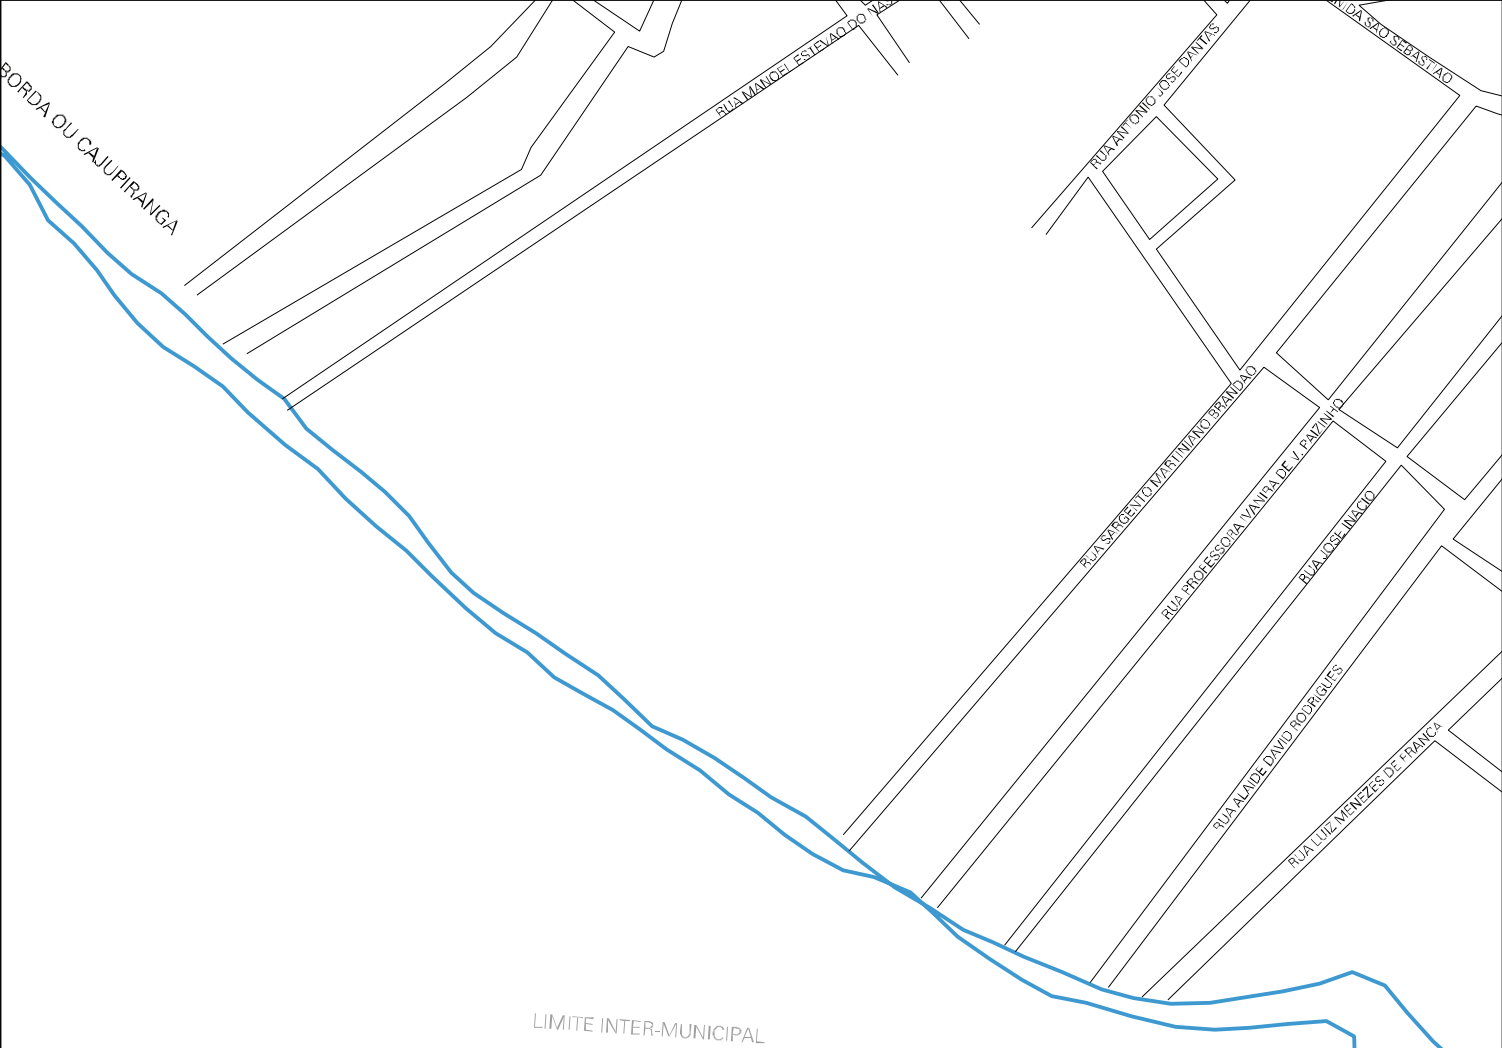 BORDA OU CAJUPIRANGA
RUA MANOEL ESTEVAO DO
RUA ANTONIO JOSE DANTAS
SAO SEBASTIAO
RUA SARGENTO MARTINIANO BRANDAO
RUA PROFESSORA IVANIRA DE V. PAIZINHO
RUA JOSE INACIO
RUA ALAIDE DAVID RODRIGUES
RUA LUIZ MENEZES DE FRANCA
LIMITE INTER-MUNICIPAL